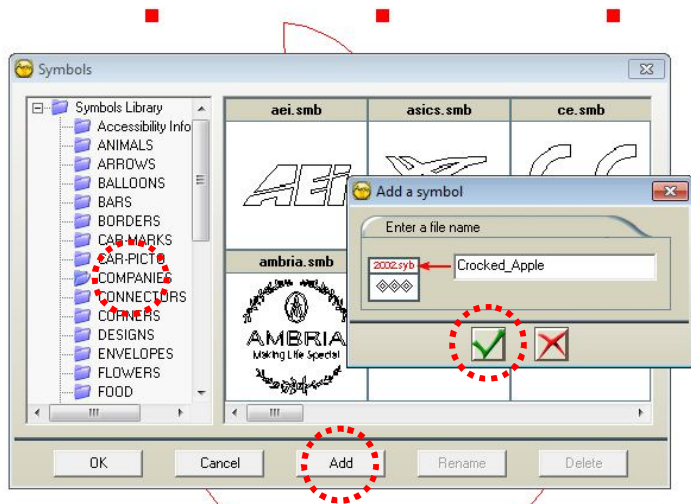 Symbols
Symbols Library
Accessibility Info
ANIMALS
ARROWS
BALLOONS
BARS
BORDERS
CAR-MARKS
CAR-PICTO
COMPANIES
CONNECTORS
CORNERS
DESIGNS
ENVELOPES
FLOWERS
FOOD
aei.smb
asics.smb
ce.smb
AEi
ambria.smb
AMBRIA
Making Life Special
Add a symbol
Enter a file name
2002.syb
Crocked_Apple
OK
Cancel
Add
Rename
Delete